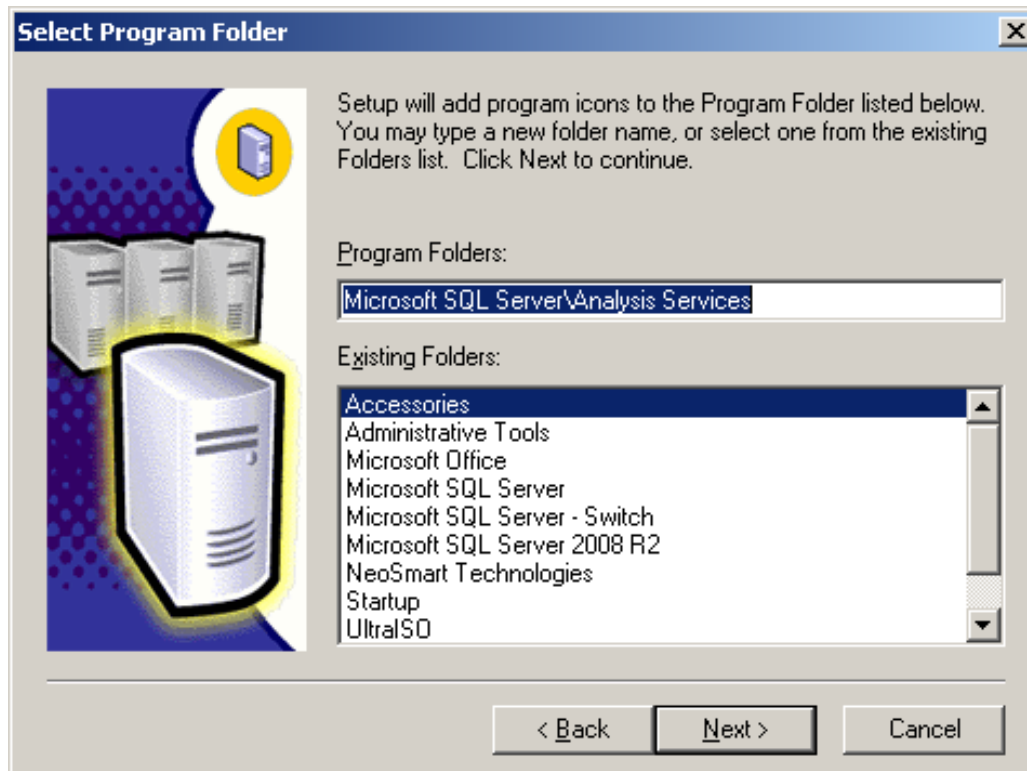 Select Program Folder
Setup will add program icons to the Program Folder listed below.
You may type a new folder name, or select one from the existing
Folders list.  Click Next to continue.
Program Folders:
Microsoft SQL Server\Analysis Services
Existing Folders:
Accessories
Administrative Tools
Microsoft Office
Microsoft SQL Server
Microsoft SQL Server - Switch
Microsoft SQL Server 2008 R2
NeoSmart Technologies
Startup
UltraISO
< Back
Next >
Cancel